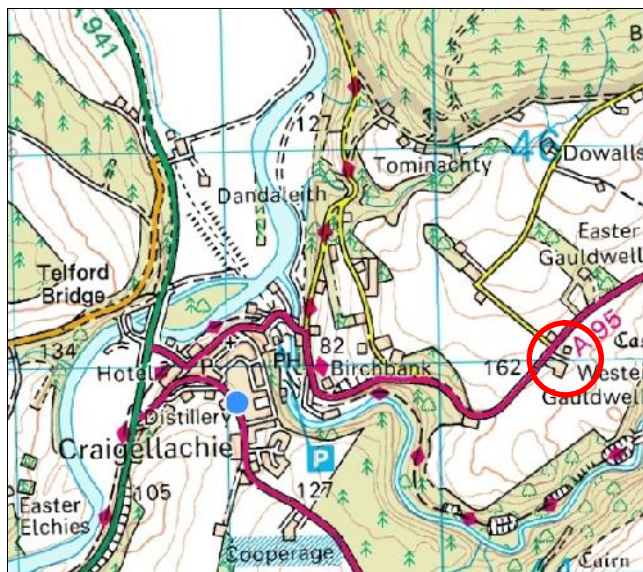 A 941
B
127
Tominachty
46
Dowalls
Dandaleith
Easter
Gauldwell
Telford
Bridge
A 95
134
82
PH
Cas
Hotel
P
Birchbank
162
Wester
Gauldwell
Distillery
Craigellachie
P
105
127
Easter
Elchies
Cooperage
Cairn